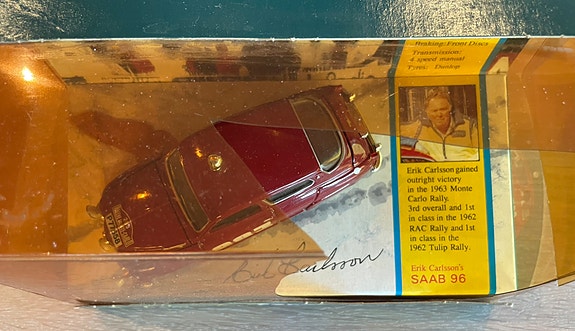 Braking: Front Discs
Transmission:
4 speed manual
Tyres: Dunlop
Erik Carlsson gained
outright victory
in the 1963 Monte
Carlo Rally.
3rd overall and 1st
in class in the 1962
RAC Rally and 1st
in class in the
1962 Tulip Rally.
Erik Carlsson
Erik Carlsson's
SAAB 96